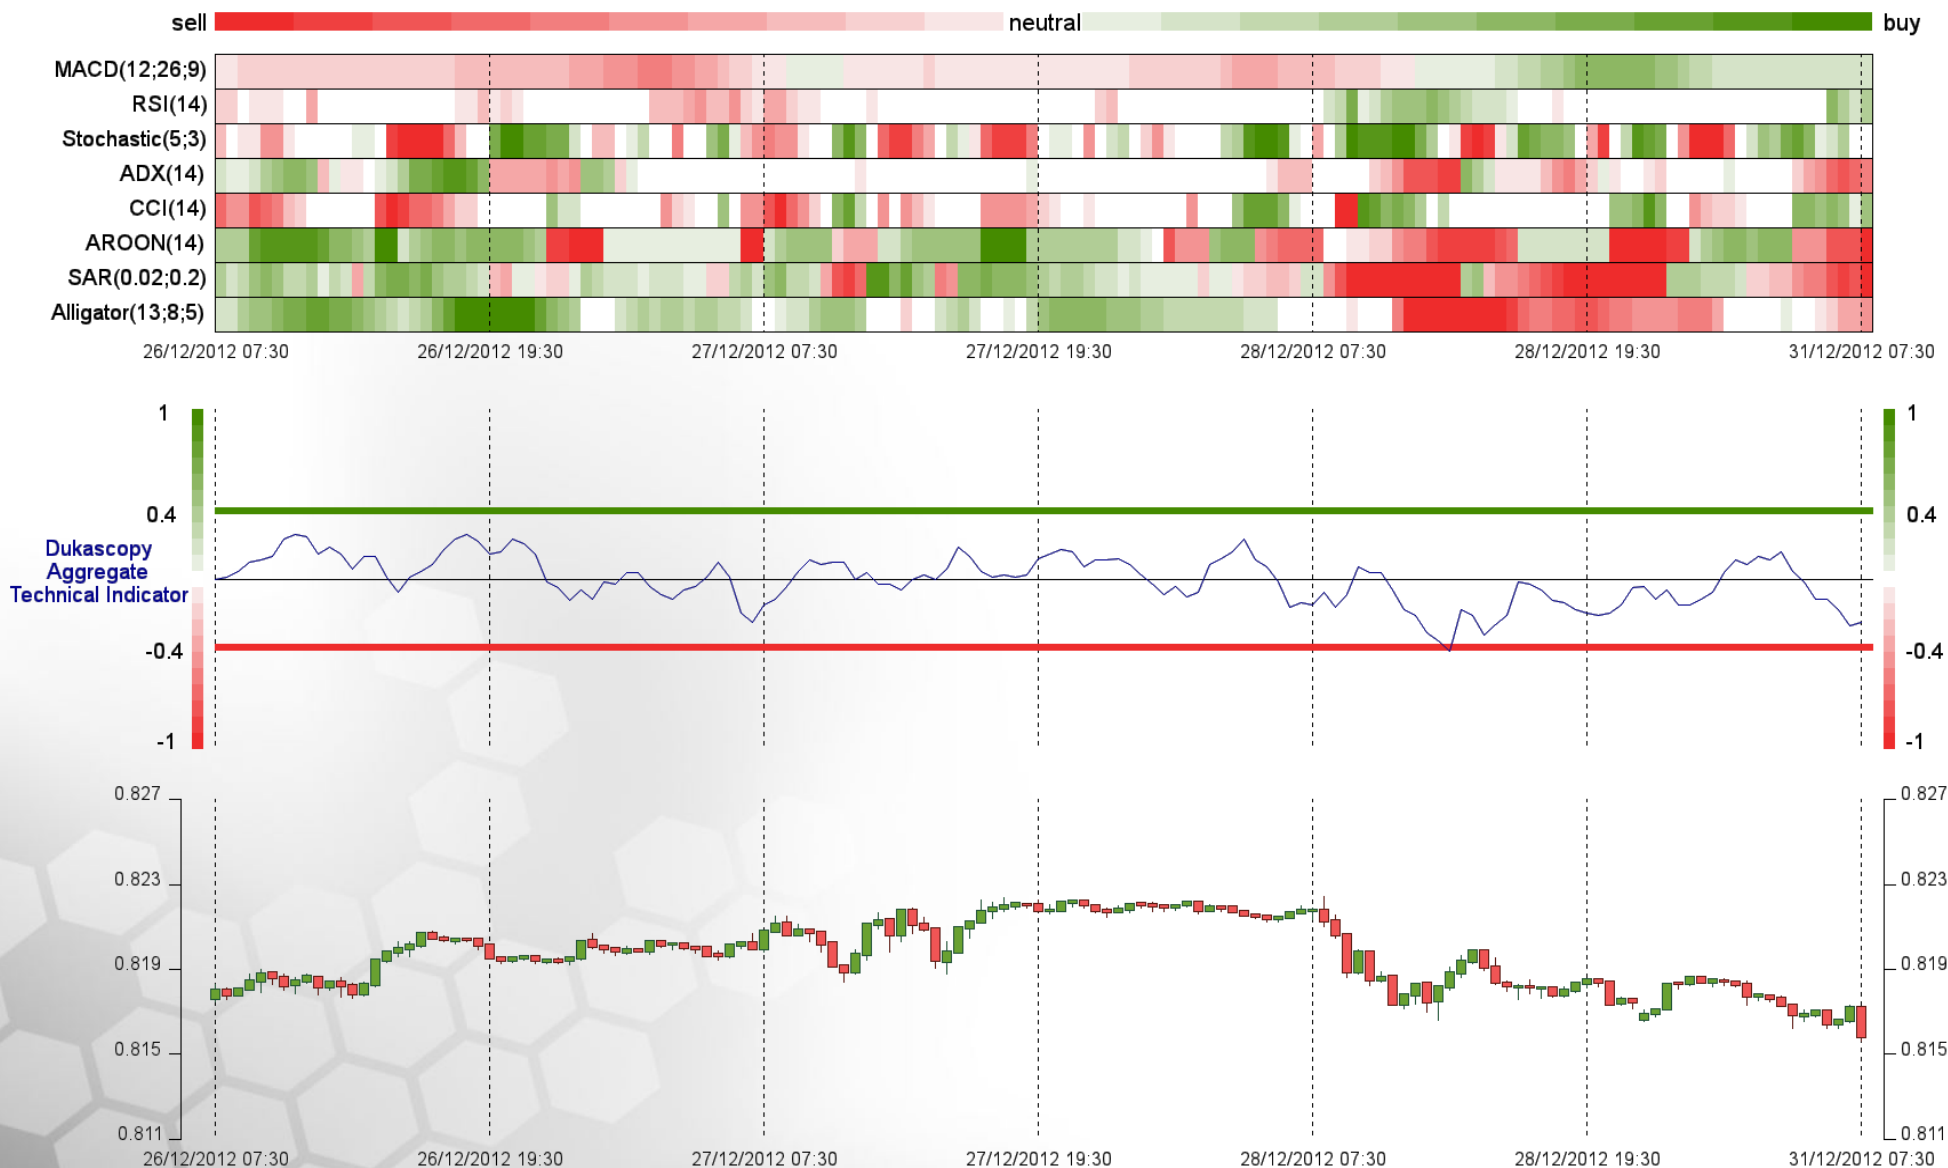 sell neutral buy
MACD(12;26;9)
RSI(14)
Stochastic(5;3)
ADX(14)
CCI(14)
AROON(14)
SAR(0.02;0.2)
Alligator(13;8;5)
26/12/2012 07:30 26/12/2012 19:30 27/12/2012 07:30 27/12/2012 19:30 28/12/2012 07:30 28/12/2012 19:30 31/12/2012 07:30
1 1
0.4 0.4
Dukascopy
Aggregate
Technical Indicator
-0.4 -0.4
-1 -1
0.827 0.827
0.823 0.823
0.819 0.819
0.815 0.815
0.811 0.811
26/12/2012 07:30 26/12/2012 19:30 27/12/2012 07:30 27/12/2012 19:30 28/12/2012 07:30 28/12/2012 19:30 31/12/2012 07:30